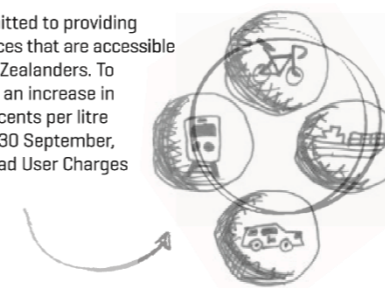 itted to providing
ces that are accessible
Zealanders. To
an increase in
cents per litre
30 September,
ad User Charges